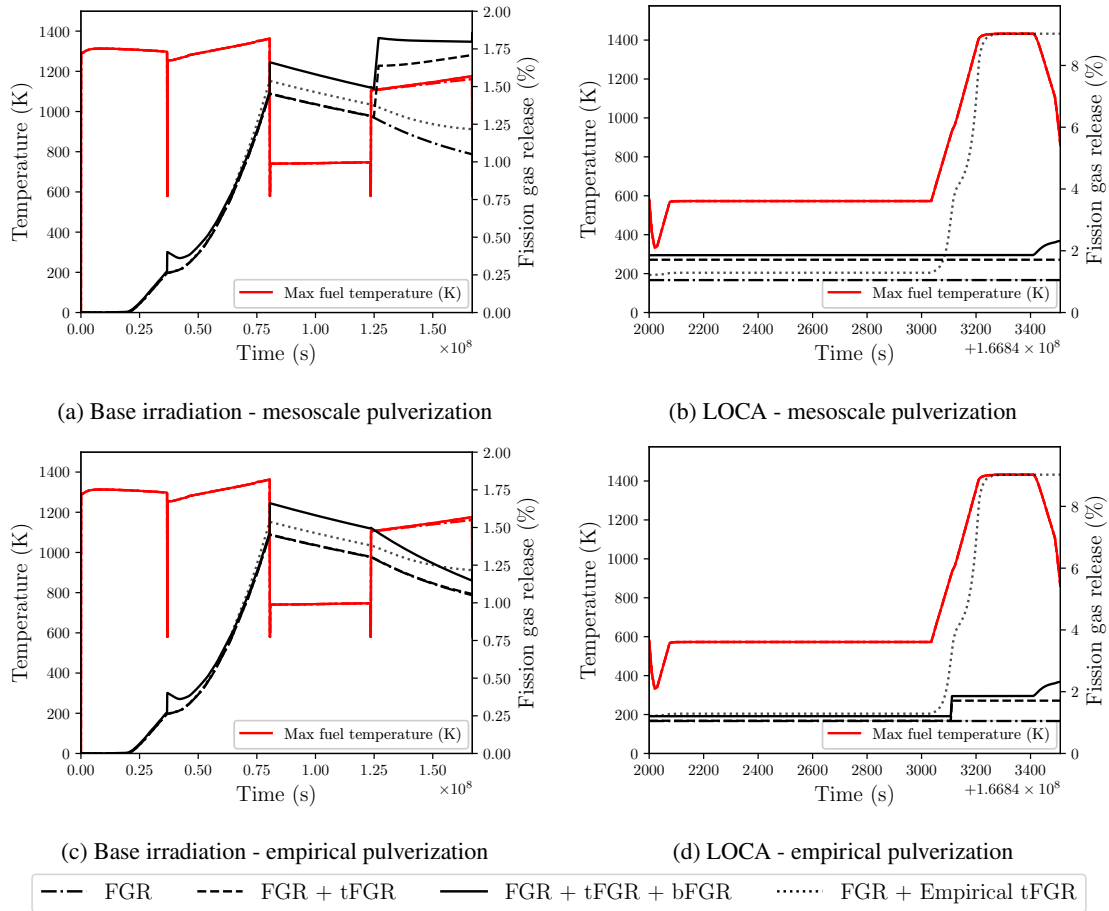 2.00
1400
1.75
1200
1.50
1000
1.25
800
1.00
600
0.75
400
0.50
200
0.25
0
0.00
Temperature (K)
Fission gas release (%)
Max fuel temperature (K)
0.00 0.25 0.50 0.75 1.00 1.25 1.50
Time (s)
×10⁸
(a) Base irradiation - mesoscale pulverization
1400
1200
1000
800
600
400
200
0
8
6
4
2
0
Temperature (K)
Fission gas release (%)
Max fuel temperature (K)
2000 2200 2400 2600 2800 3000 3200 3400
Time (s)
+1.6684 × 10⁸
(b) LOCA - mesoscale pulverization
2.00
1400
1.75
1200
1.50
1000
1.25
800
1.00
600
0.75
400
0.50
200
0.25
0
0.00
Temperature (K)
Fission gas release (%)
Max fuel temperature (K)
0.00 0.25 0.50 0.75 1.00 1.25 1.50
Time (s)
×10⁸
(c) Base irradiation - empirical pulverization
1400
1200
1000
800
600
400
200
0
8
6
4
2
0
Temperature (K)
Fission gas release (%)
Max fuel temperature (K)
2000 2200 2400 2600 2800 3000 3200 3400
Time (s)
+1.6684 × 10⁸
(d) LOCA - empirical pulverization
FGR FGR + tFGR FGR + tFGR + bFGR FGR + Empirical tFGR